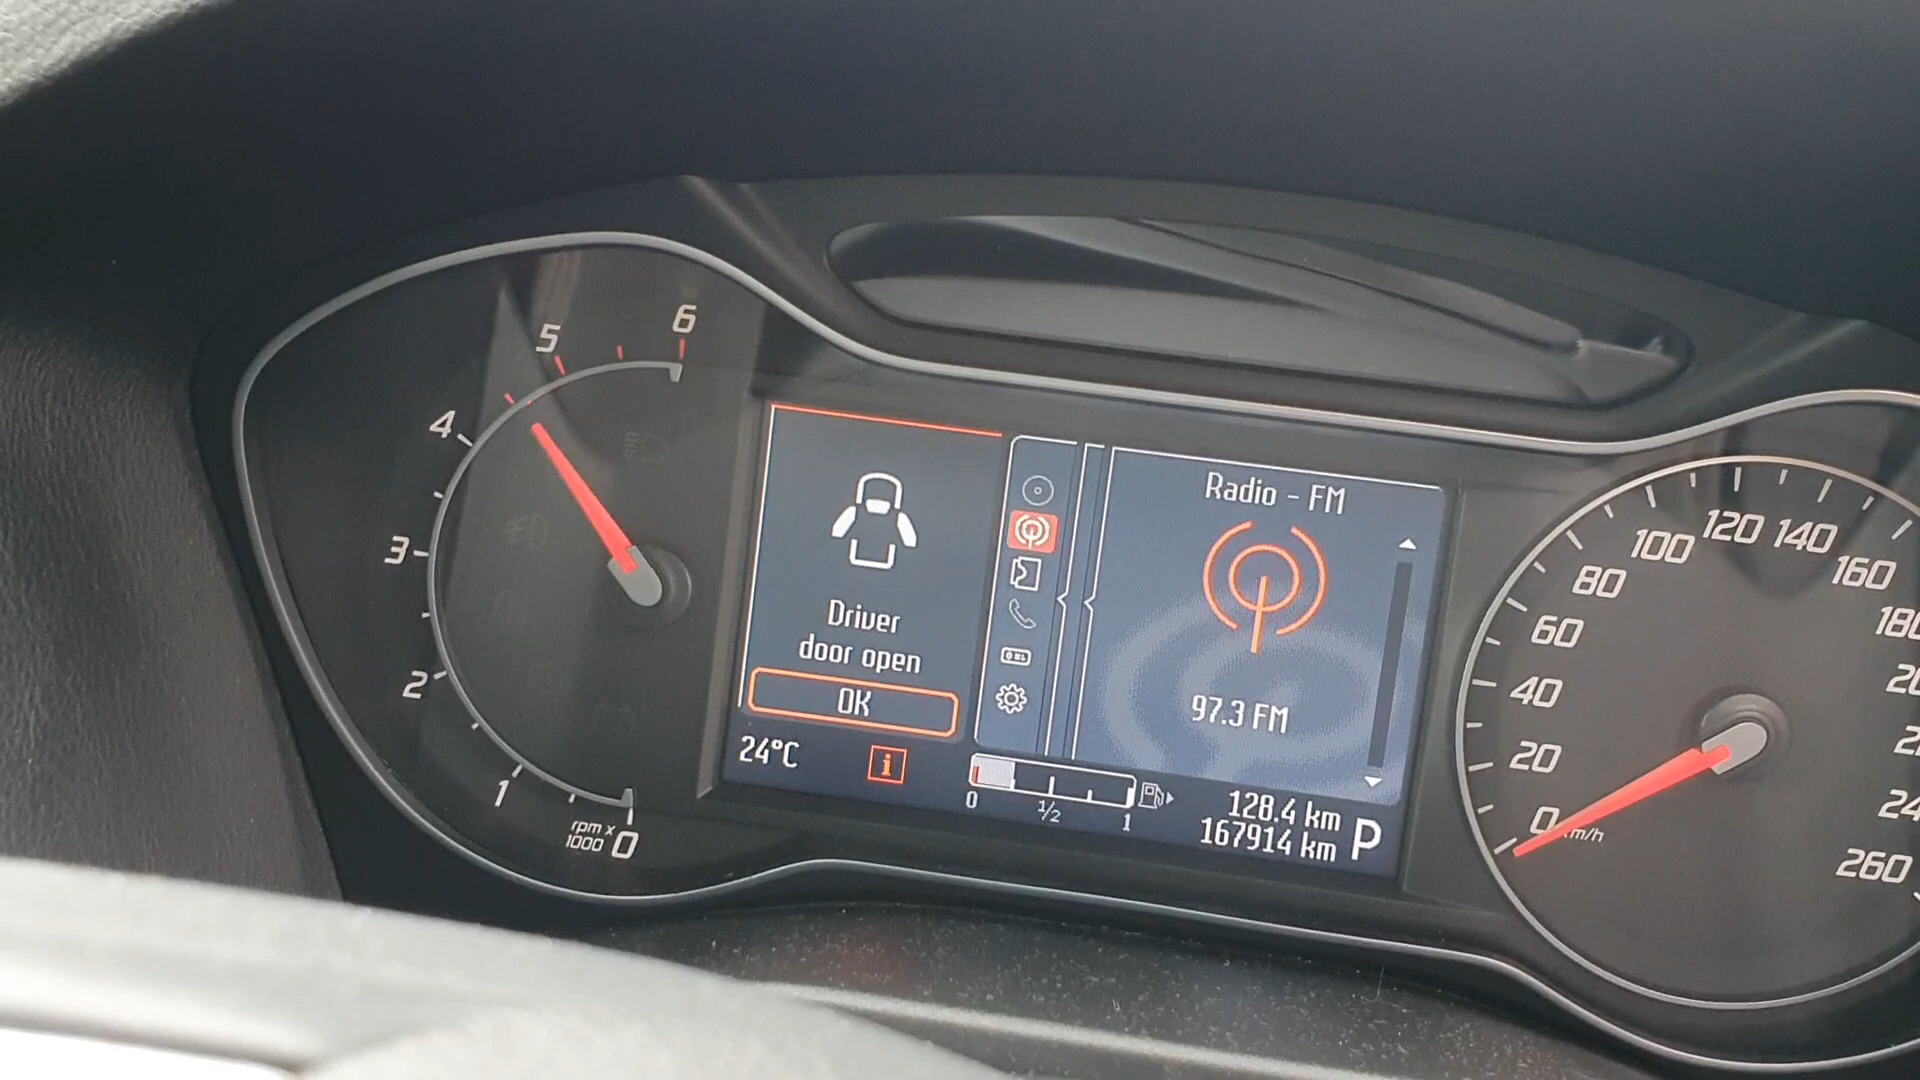 6
5
4
3
2
1
rpm x
1000 0
Driver
door open
OK
24°C
i
Radio - FM
97.3 FM
0 1/2 1
128.4 km
167914 km
P
0
km/h
20
40
60
80
100
120
140
160
260